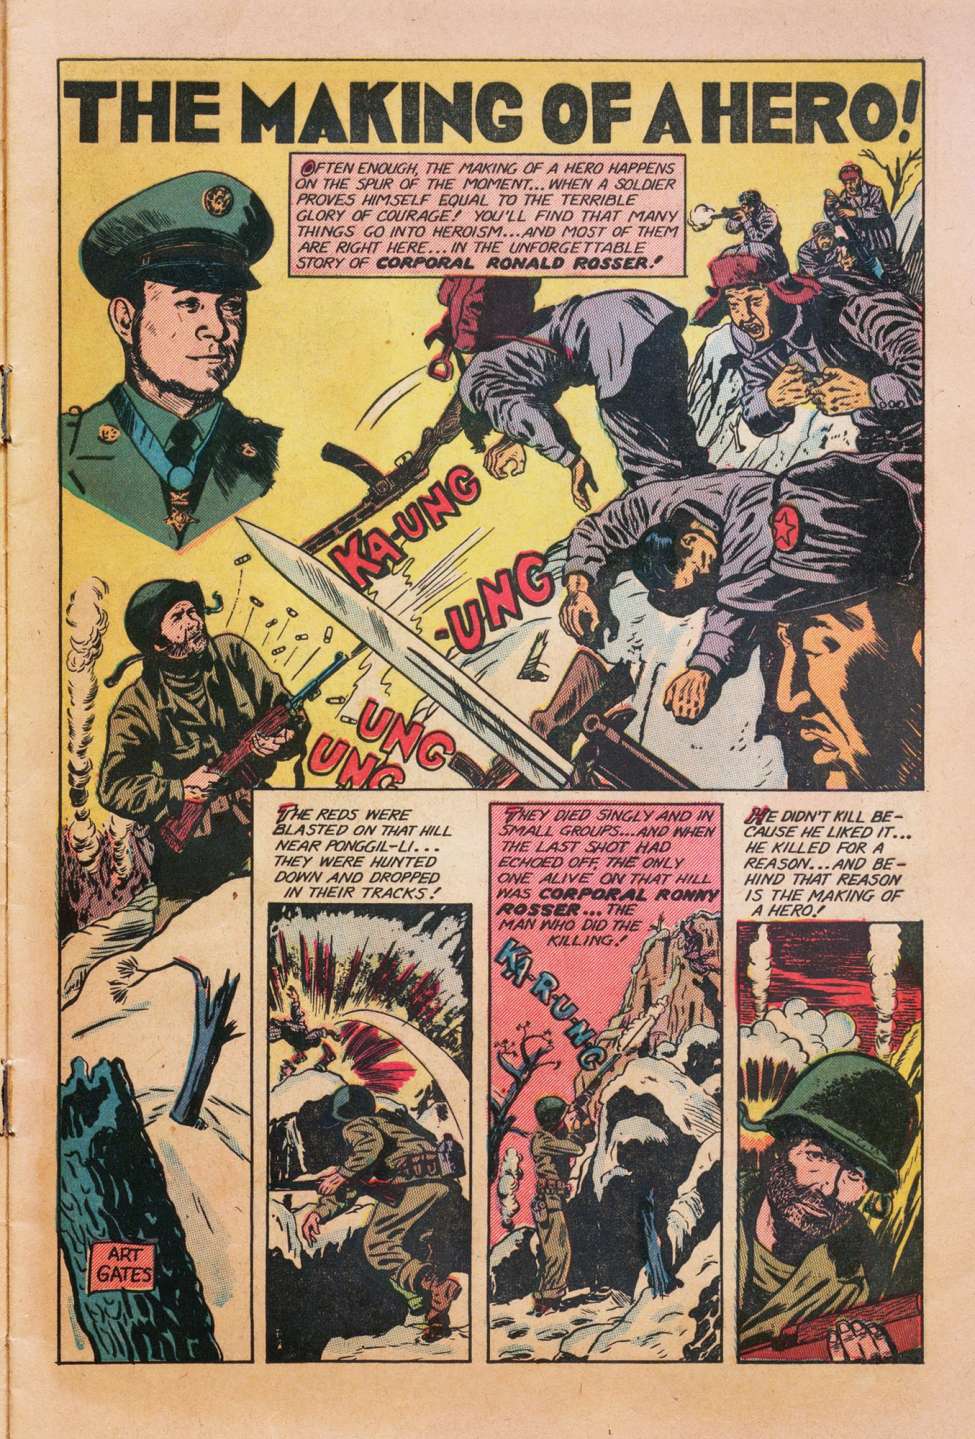 THE MAKING OF A HERO!
OFTEN ENOUGH, THE MAKING OF A HERO HAPPENS
ON THE SPUR OF THE MOMENT... WHEN A SOLDIER
PROVES HIMSELF EQUAL TO THE TERRIBLE
GLORY OF COURAGE! YOU'LL FIND THAT MANY
THINGS GO INTO HEROISM...AND MOST OF THEM
ARE RIGHT HERE... IN THE UNFORGETTABLE
STORY OF CORPORAL RONALD ROSSER!
KA-UNG
-UNG
UNG
UNG
THE REDS WERE
BLASTED ON THAT HILL
NEAR PONGGIL-LI...
THEY WERE HUNTED
DOWN AND DROPPED
IN THEIR TRACKS!
THEY DIED SINGLY AND IN
SMALL GROUPS....AND WHEN
THE LAST SHOT HAD
ECHOED OFF, THE ONLY
ONE ALIVE ON THAT HILL
WAS CORPORAL RONNY
ROSSER... THE
MAN WHO DID THE
KILLING!
KA-R-U-NG
HE DIDN'T KILL BE-
CAUSE HE LIKED IT...
HE KILLED FOR A
REASON...AND BE-
HIND THAT REASON
IS THE MAKING OF
A HERO!
ART
GATES